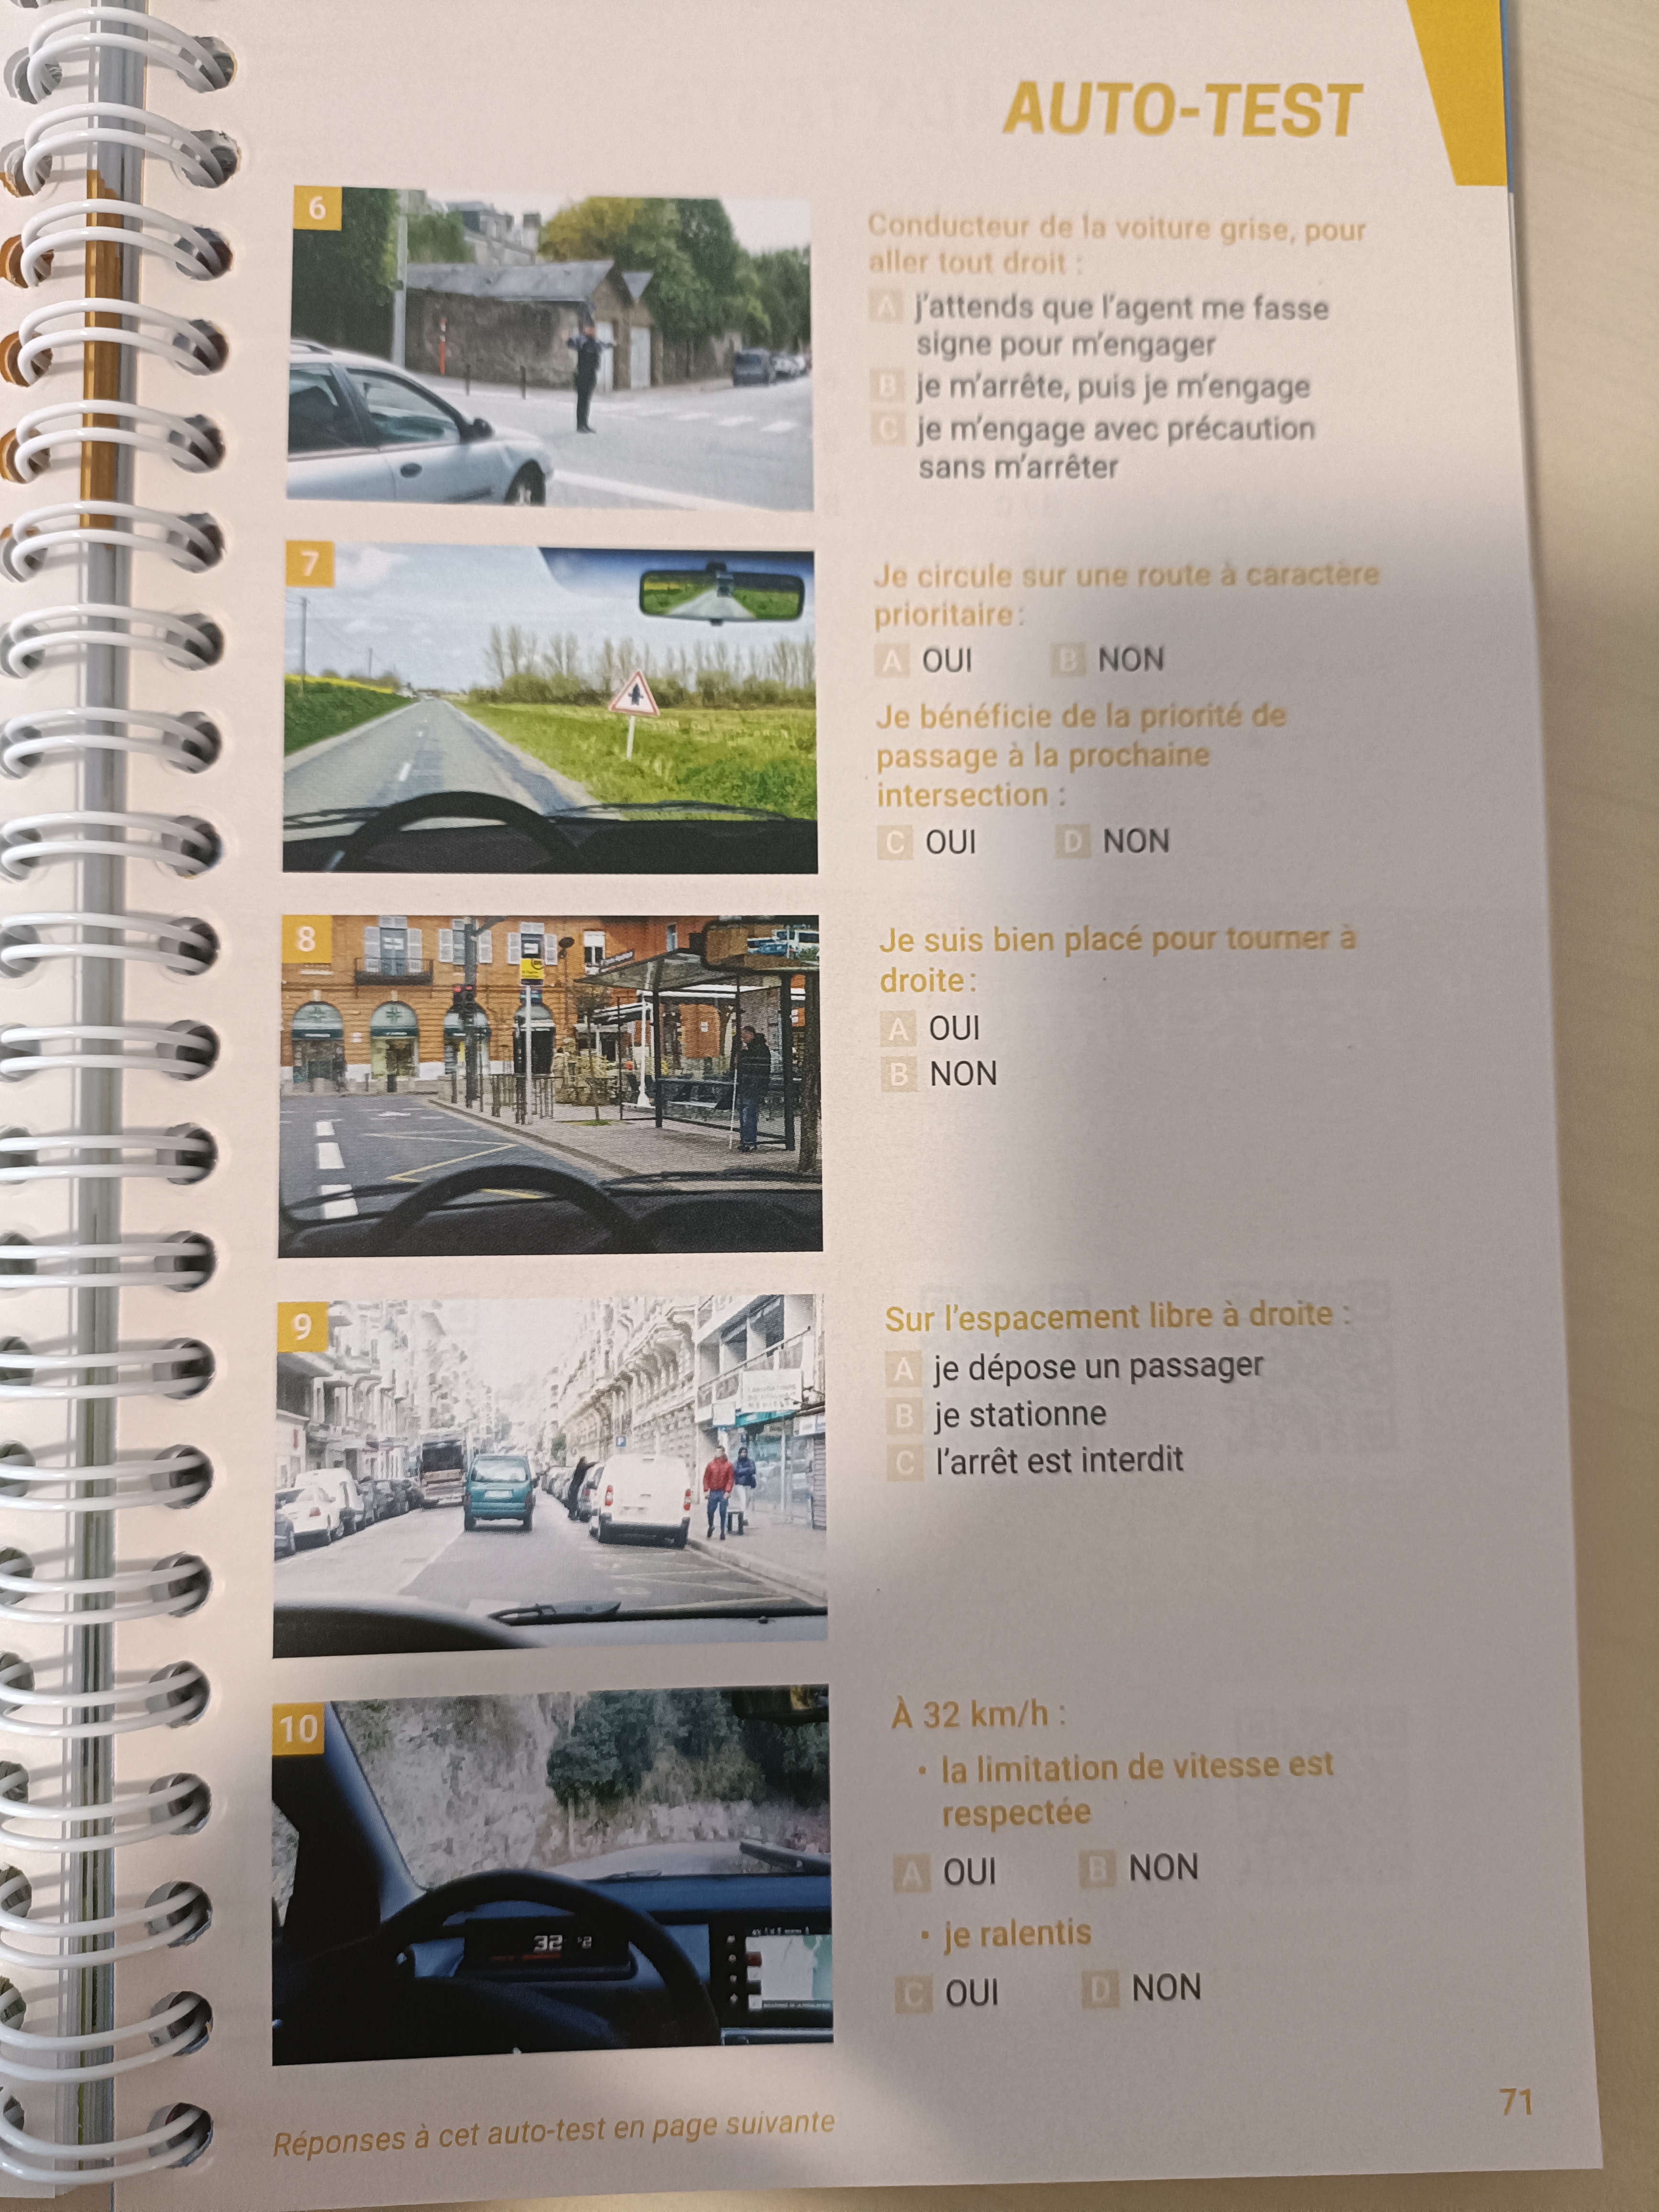 AUTO-TEST
6
Conducteur de la voiture grise, pour
aller tout droit :
A j'attends que l'agent me fasse
signe pour m'engager
B je m'arrête, puis je m'engage
C je m'engage avec précaution
sans m'arrêter
7
Je circule sur une route à caractère
prioritaire :
A OUI B NON
Je bénéficie de la priorité de
passage à la prochaine
intersection :
C OUI D NON
8
Je suis bien placé pour tourner à
droite :
A OUI
B NON
9
Sur l'espacement libre à droite :
A je dépose un passager
B je stationne
C l'arrêt est interdit
10
32
À 32 km/h :
• la limitation de vitesse est
respectée
A OUI B NON
• je ralentis
C OUI D NON
Réponses à cet auto-test en page suivante
71